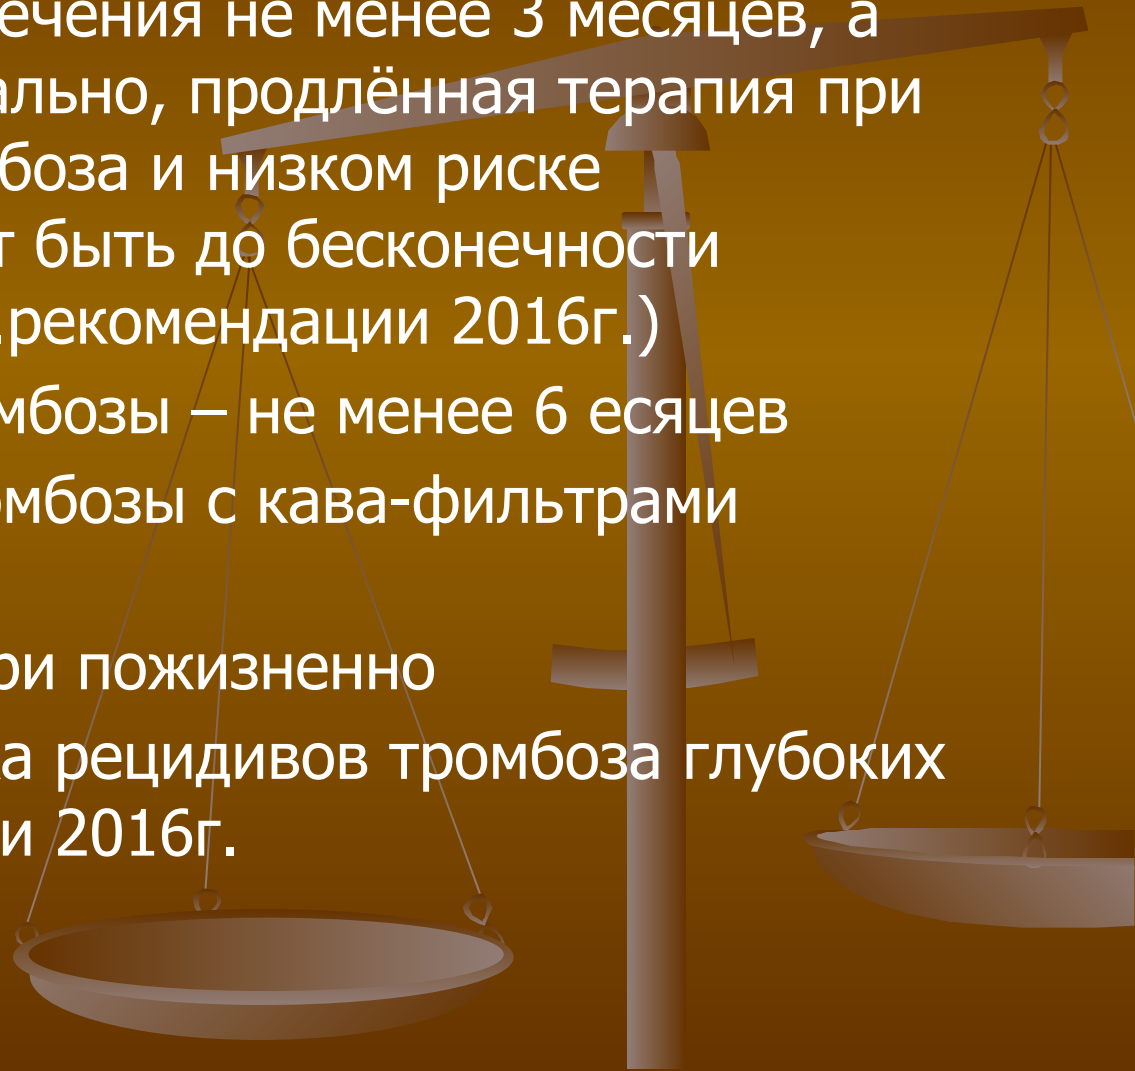 ечения не менее 3 месяцев, а
ально, продлённая терапия при
боза и низком риске
т быть до бесконечности
.рекомендации 2016г.)
мбозы – не менее 6 есяцев
омбозы с кава-фильтрами
ри пожизненно
ка рецидивов тромбоза глубоких
и 2016г.